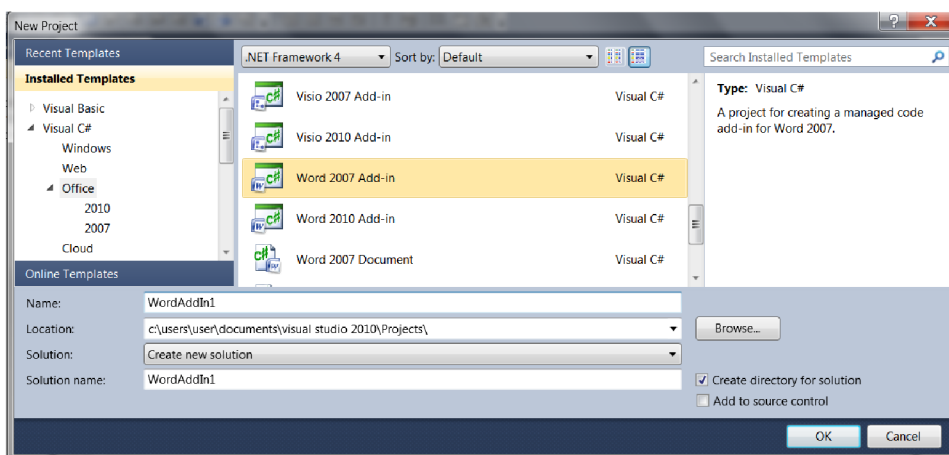 New Project
Recent Templates
.NET Framework 4 Sort by: Default Search Installed Templates
Installed Templates
Visual Basic
Visual C#
Windows
Web
Office
2010
2007
Cloud
Online Templates
Visio 2007 Add-in Visual C#
Visio 2010 Add-in Visual C#
Word 2007 Add-in Visual C#
Word 2010 Add-in Visual C#
Word 2007 Document Visual C#
Type: Visual C#
A project for creating a managed code
add-in for Word 2007.
Name: WordAddIn1
Location: c:\users\user\documents\visual studio 2010\Projects\ Browse...
Solution: Create new solution
Solution name: WordAddIn1
Create directory for solution
Add to source control
OK Cancel